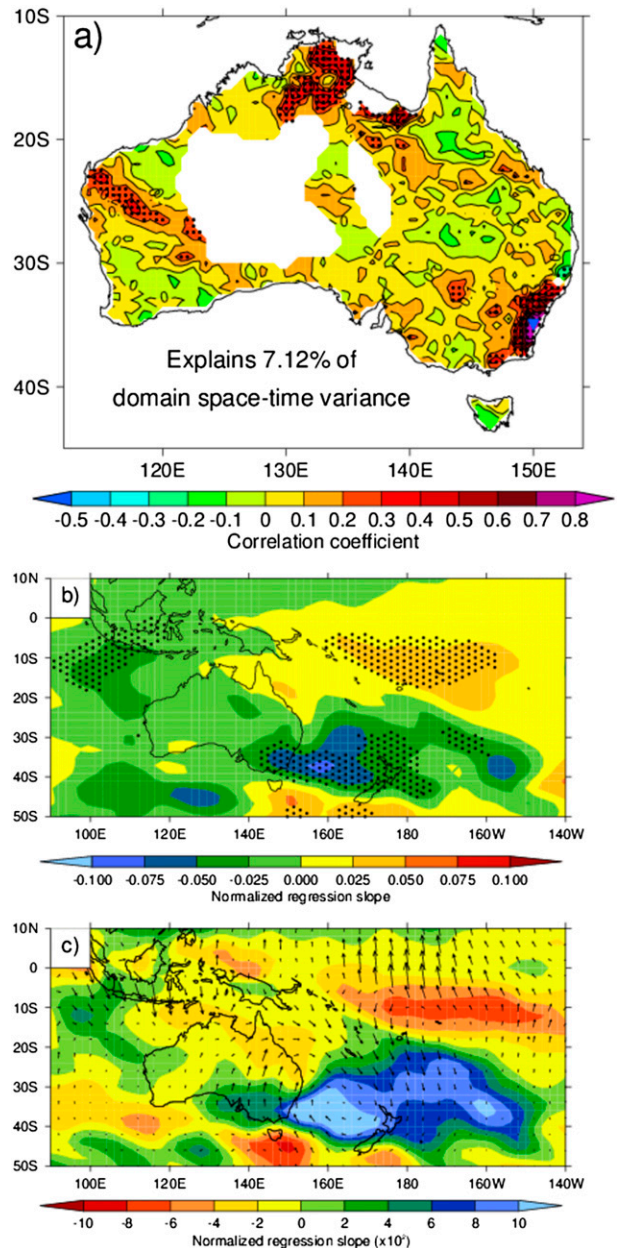 a)
10S
20S
30S
40S
Explains 7.12% of
domain space-time variance
120E 130E 140E 150E
-0.5 -0.4 -0.3 -0.2 -0.1 0 0.1 0.2 0.3 0.4 0.5 0.6 0.7 0.8
Correlation coefficient
b)
10N
0
10S
20S
30S
40S
50S
100E 120E 140E 160E 180 160W 140W
-0.100 -0.075 -0.050 -0.025 0.000 0.025 0.050 0.075 0.100
Normalized regression slope
c)
10N
0
10S
20S
30S
40S
50S
100E 120E 140E 160E 180 160W 140W
-10 -8 -6 -4 -2 0 2 4 6 8 10
Normalized regression slope (x10²)